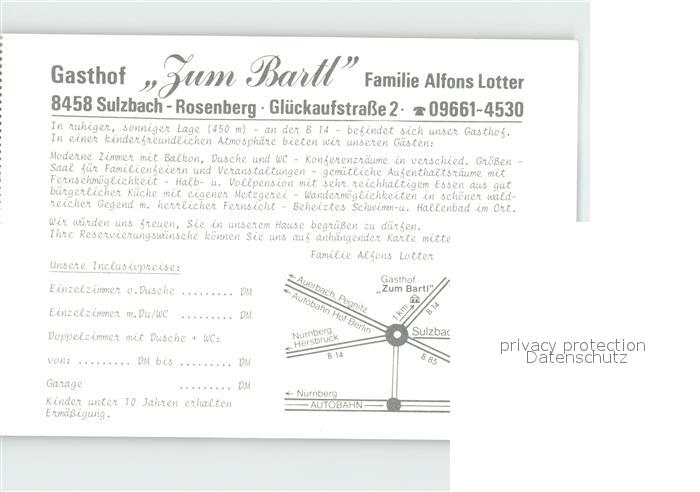 Gasthof „Zum Bartl” Familie Alfons Lotter
8458 Sulzbach - Rosenberg · Glückaufstraße 2 · ☎ 09661-4530
In ruhiger, sonniger Lage (450 m) - an der B 14 - befindet sich unser Gasthof.
In einer kinderfreundlichen Atmosphäre bieten wir unseren Gästen:
Moderne Zimmer mit Balkon, Dusche und WC - Konferenzräume in verschied. Größen -
Saal für Familienfeiern und Veranstaltungen - gemütliche Aufenthaltsräume mit
Fernsehmöglichkeit - Halb- u. Vollpension mit sehr reichhaltigem Essen aus gut
bürgerlicher Küche mit eigener Metzgerei - Wandermöglichkeiten in schöner wald-
reicher Gegend m. herrlicher Fernsicht - Beheiztes Schwimm-u. Hallenbad im Ort.
Wir würden uns freuen, Sie in unserem Hause begrüßen zu dürfen.
Ihre Reservierungswünsche können Sie uns auf anhängender Karte mitte
Familie Alfons Lotter
Unsere Inclusivpreise:
Einzelzimmer o.Dusche ......... DM
Einzelzimmer m.Du/WC ......... DM
Doppelzimmer mit Dusche + WC:
von: ......... DM bis ......... DM
Garage ......... DM
Kinder unter 10 Jahren erhalten
Ermäßigung.
Gasthof
"Zum Bartl"
Auerbach, Pegnitz
Autobahn Hof-Berlin
1 km
B 14
Nürnberg
Hersbruck
B 14
Sulzbac
B 85
Nürnberg
AUTOBAHN
privacy protection
Datenschutz